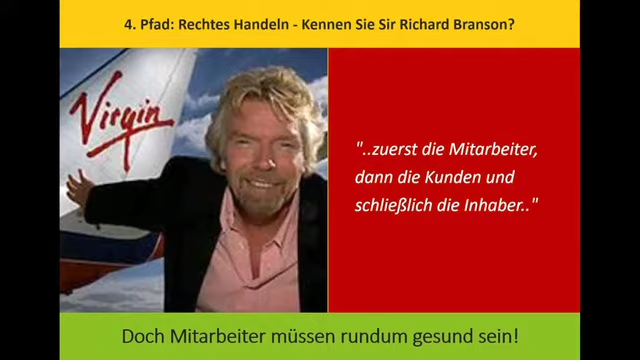 4. Pfad: Rechtes Handeln - Kennen Sie Sir Richard Branson?
Virgin
"..zuerst die Mitarbeiter,
dann die Kunden und
schließlich die Inhaber.."
Doch Mitarbeiter müssen rundum gesund sein!